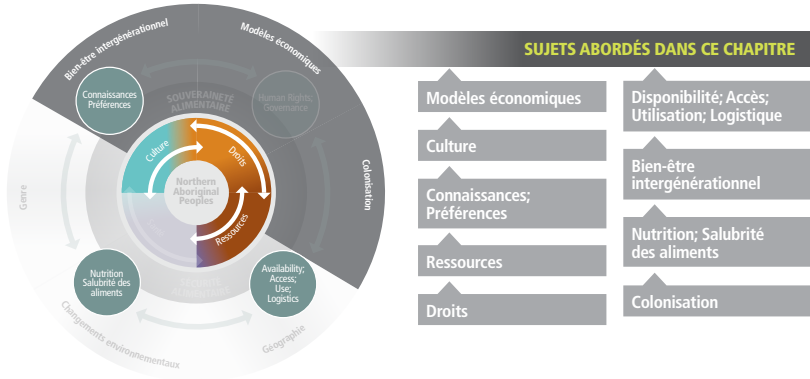 Bien-être intergénérationnel
Modèles économiques
Colonisation
Géographie
Changements environnementaux
Genre
Connaissances
Préférences
SOUVERAINETÉ
ALIMENTAIRE
Human Rights;
Governance
Culture
Droits
Northern
Aboriginal
Peoples
Ressources
Nutrition
Salubrité des
aliments
Availability;
Access;
Use;
Logistics
SÉCURITÉ
ALIMENTAIRE
SUJETS ABORDÉS DANS CE CHAPITRE
Modèles économiques
Culture
Connaissances;
Préférences
Ressources
Droits
Disponibilité; Accès;
Utilisation; Logistique
Bien-être
intergénérationnel
Nutrition; Salubrité
des aliments
Colonisation